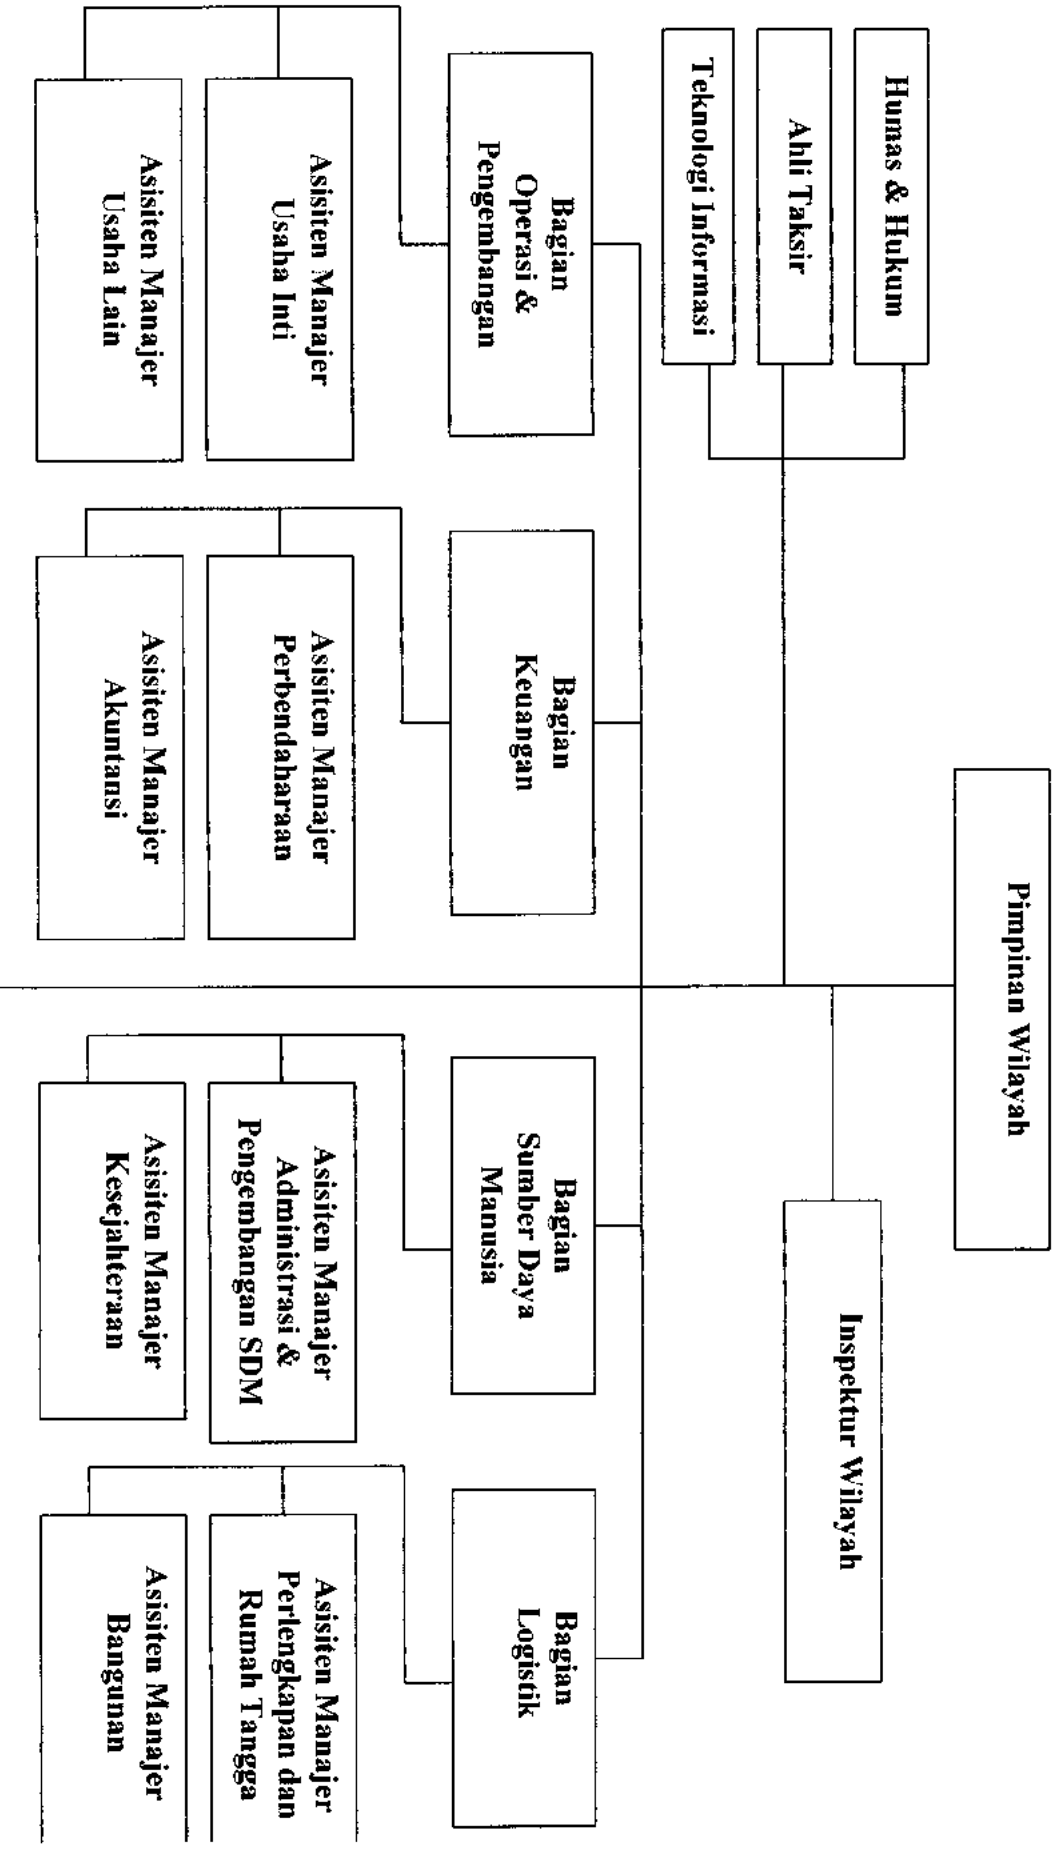 Pimpinan Wilayah
Inspektur Wilayah
Humas & Hukum
Ahli Taksir
Teknologi Informasi
Bagian
Operasi &
Pengembangan
Bagian
Keuangan
Bagian
Sumber Daya
Manusia
Bagian
Logistik
Asisiten Manajer
Usaha Inti
Asisiten Manajer
Perbendaharaan
Asisiten Manajer
Administrasi &
Pengembangan SDM
Asisiten Manajer
Perlengkapan dan
Rumah Tangga
Asisiten Manajer
Usaha Lain
Asisiten Manajer
Akuntansi
Asisiten Manajer
Kesejahteraan
Asisiten Manajer
Bangunan